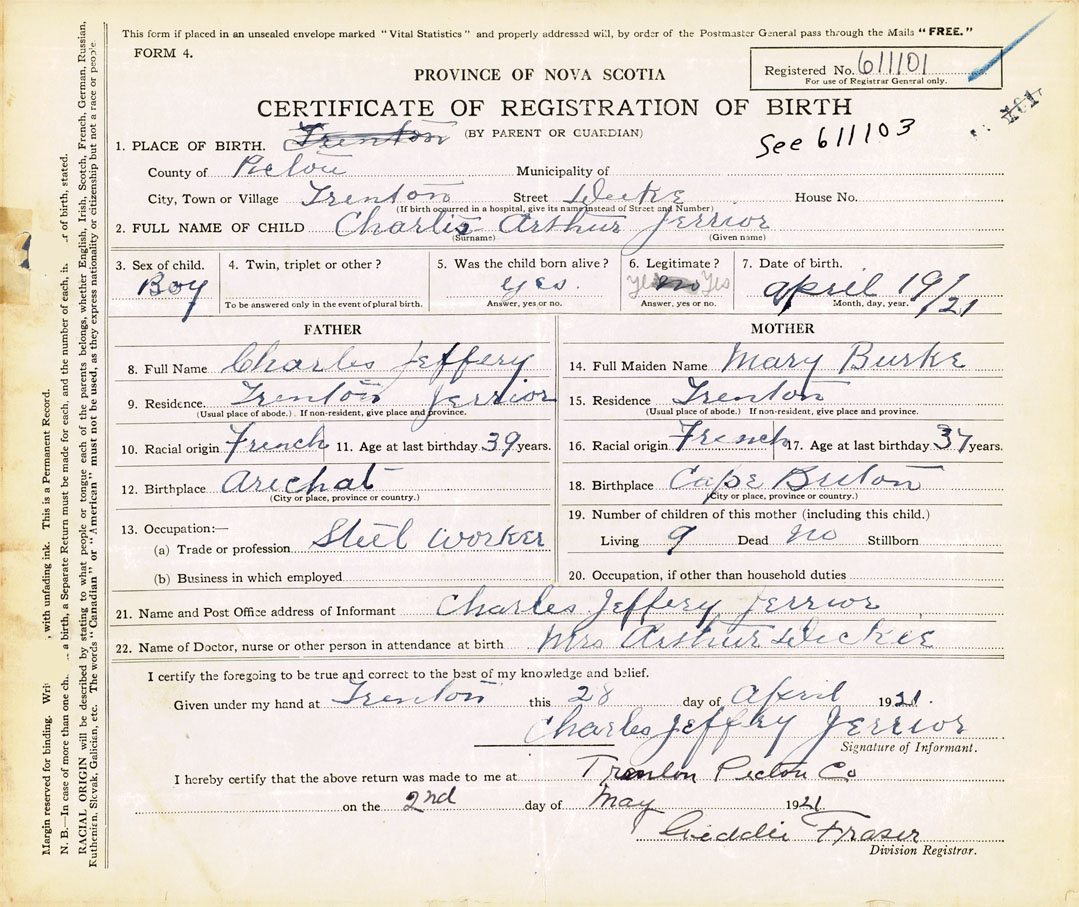 This form if placed in an unsealed envelope marked "Vital Statistics" and properly addressed will, by order of the Postmaster General pass through the Mails "FREE."
FORM 4.
PROVINCE OF NOVA SCOTIA
Registered No. 611101
For use of Registrar General only.
CERTIFICATE OF REGISTRATION OF BIRTH
(BY PARENT OR GUARDIAN)
See 611103
1. PLACE OF BIRTH. Trenton
County of Pictou Municipality of
City, Town or Village Trenton Street House No.
(If birth occurred in a hospital, give its name instead of Street and Number)
2. FULL NAME OF CHILD Charlie Arthur Jerrior
(Surname) (Given name)
3. Sex of child. 4. Twin, triplet or other? 5. Was the child born alive? 6. Legitimate? 7. Date of birth.
Boy yes. Yes no Yes April 19/21
To be answered only in the event of plural birth. Answer, yes or no. Answer, yes or no. Month, day, year.
FATHER
8. Full Name Charles Jeffery
9. Residence. Trenton Jerrior
(Usual place of abode.) If non-resident, give place and province.
10. Racial origin French 11. Age at last birthday 39 years.
12. Birthplace Arichat
(City or place, province or country.)
13. Occupation:—
(a) Trade or profession Steel worker
(b) Business in which employed
MOTHER
14. Full Maiden Name Mary Burke
15. Residence Trenton
(Usual place of abode.) If non-resident, give place and province.
16. Racial origin French 17. Age at last birthday 37 years.
18. Birthplace Cape Breton
(City or place, province or country.)
19. Number of children of this mother (including this child.)
Living 9 Dead no Stillborn
20. Occupation, if other than household duties
21. Name and Post Office address of Informant Charles Jeffery Jerrior
22. Name of Doctor, nurse or other person in attendance at birth Mrs Arthur Dickie
I certify the foregoing to be true and correct to the best of my knowledge and belief.
Given under my hand at Trenton this 28 day of April 1921.
Charles Jeffery Jerrior
Signature of Informant.
I hereby certify that the above return was made to me at Trenton Pictou Co
on the 2nd day of May 1921
Fraser
Division Registrar.
Margin reserved for binding. with unfading ink. This is a Permanent Record.
N. B.—In case of more than one a birth, a Separate Return must be made for each, and the number of each, of birth, stated.
RACIAL ORIGIN will be described by stating to what people or tongue each of the parents belongs, whether English, Irish, Scotch, French, German, Russian,
Ruthenian, Slovak, Galician, etc. The words "Canadian" or "American" must not be used, as they express nationality or citizenship but not a race or people.